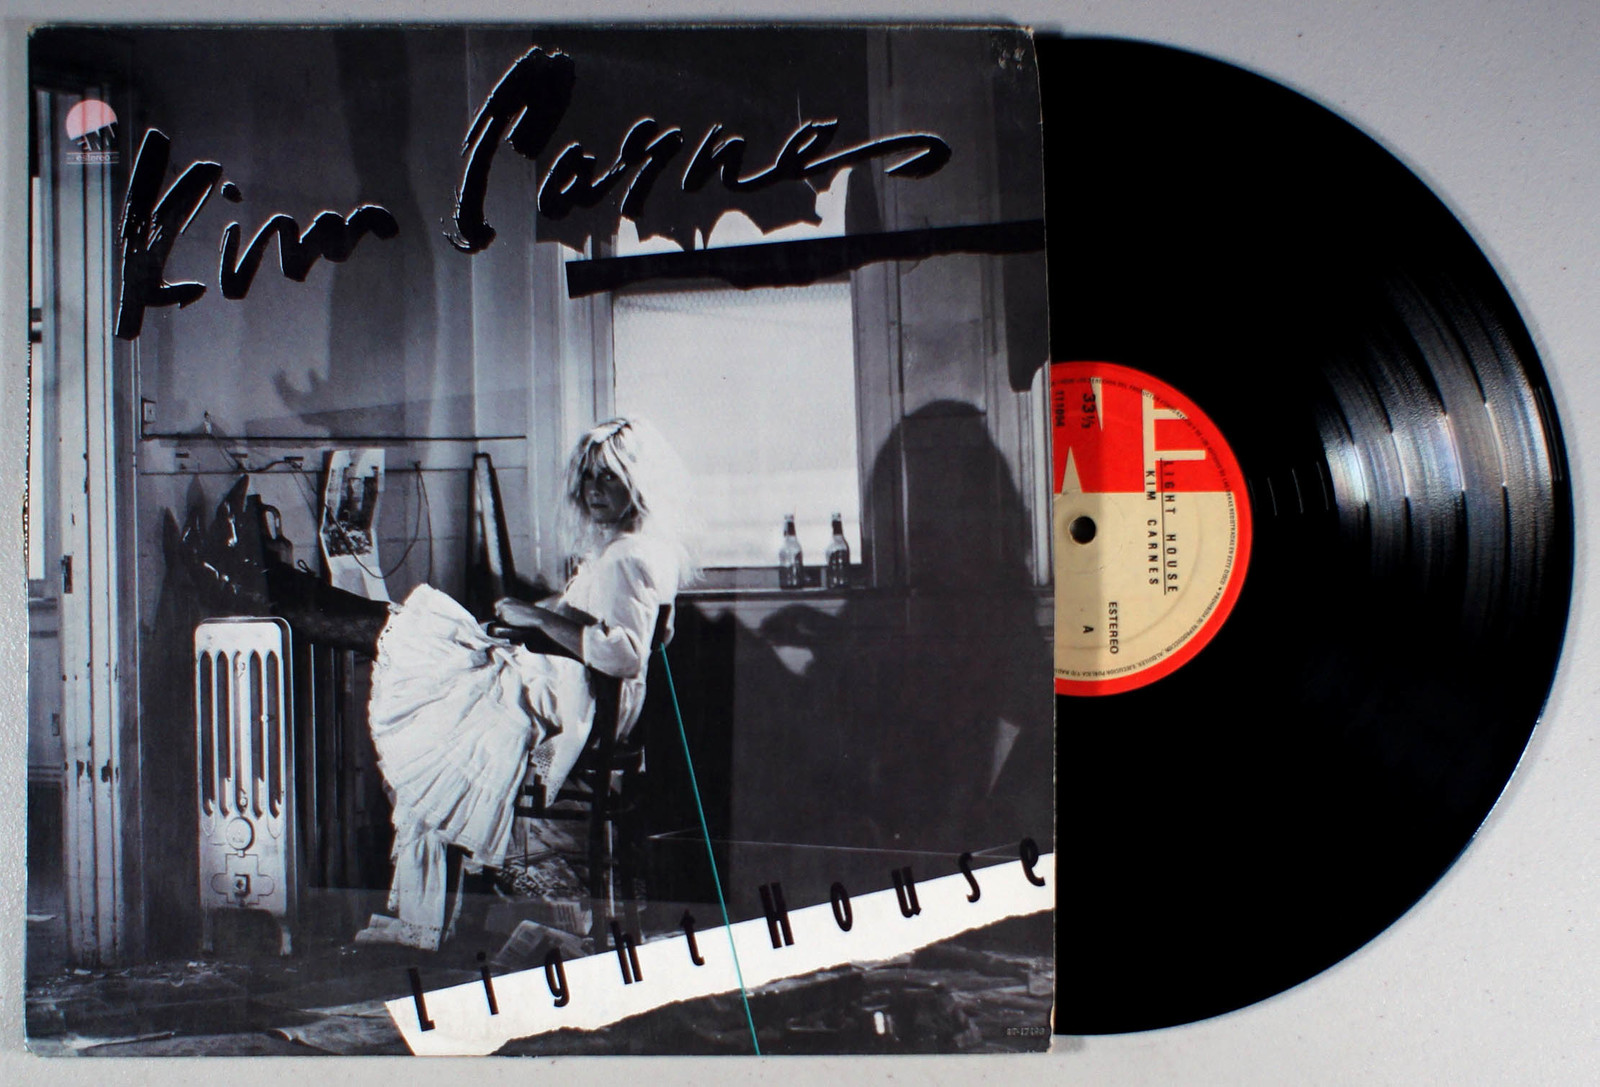 Kim Carnes
estereo
Light House
33⅓
LIGHT HOUSE
KIM CARNES
ESTEREO
A